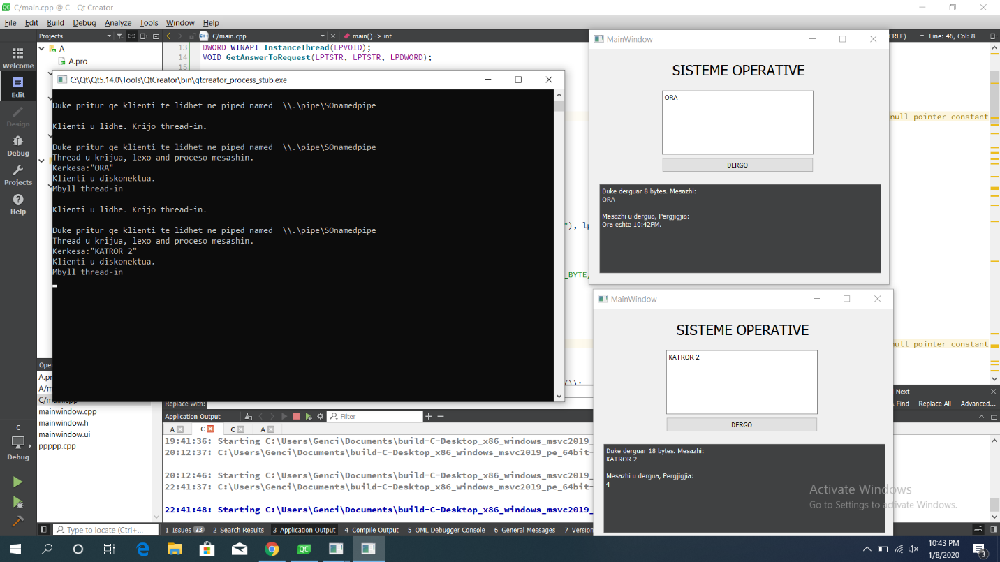 C/main.cpp @ C - Qt Creator
File Edit Build Debug Analyze Tools Window Help
Projects
C/main.cpp
main() -> int
CRLF)
Line: 46, Col: 8
Welcome
Edit
Design
Debug
Projects
Help
A
A.pro
13 DWORD WINAPI InstanceThread(LPVOID);
14 VOID GetAnswerToRequest(LPTSTR, LPTSTR, LPDWORD);
15
C:\Qt\Qt5.14.0\Tools\QtCreator\bin\qtcreator_process_stub.exe
Duke pritur qe klienti te lidhet ne piped named \\.\pipe\SOnamedpipe
Klienti u lidhe. Krijo thread-in.
Duke pritur qe klienti te lidhet ne piped named \\.\pipe\SOnamedpipe
Thread u krijua, lexo and proceso mesashin.
Kerkesa:"ORA"
Klienti u diskonektua.
Mbyll thread-in
Klienti u lidhe. Krijo thread-in.
Duke pritur qe klienti te lidhet ne piped named \\.\pipe\SOnamedpipe
Thread u krijua, lexo and proceso mesashin.
Kerkesa:"KATROR 2"
Klienti u diskonektua.
Mbyll thread-in
null pointer constant
"), lp
_BYTE/
null pointer constant
());
MainWindow
SISTEME OPERATIVE
ORA
DERGO
Duke derguar 8 bytes. Mesazhi:
ORA
Mesazhi u dergua, Pergjigjia:
Ora eshte 10:42PM.
MainWindow
SISTEME OPERATIVE
KATROR 2
DERGO
Duke derguar 18 bytes. Mesazhi:
KATROR 2
Mesazhi u dergua, Pergjigjia:
4
Next
Find Replace All Advanced...
Replace with:
Ope
A.pr
A/m
C/main.cpp
mainwindow.cpp
mainwindow.h
mainwindow.ui
ppppp.cpp
C
Debug
Application Output
Filter
A C C A
19:41:36: Starting C:\Users\Genci\Documents\build-C-Desktop_x86_windows_msvc2019_
20:12:37: C:\Users\Genci\Documents\build-C-Desktop_x86_windows_msvc2019_pe_64bit-
20:12:46: Starting C:\Users\Genci\Documents\build-C-Desktop_x86_windows_msvc2019_
22:41:37: C:\Users\Genci\Documents\build-C-Desktop_x86_windows_msvc2019_pe_64bit-
22:41:48: Starting C:\Users\Genci\Documents\build-C-Desktop_x86_windows_msvc2019_
Activate Windows
Go to Settings to activate Windows.
Type to locate (Ctrl+...
1 Issues 23 2 Search Results 3 Application Output 4 Compile Output 5 QML Debugger Console 6 General Messages 7 Version
QC
10:43 PM
1/8/2020
3